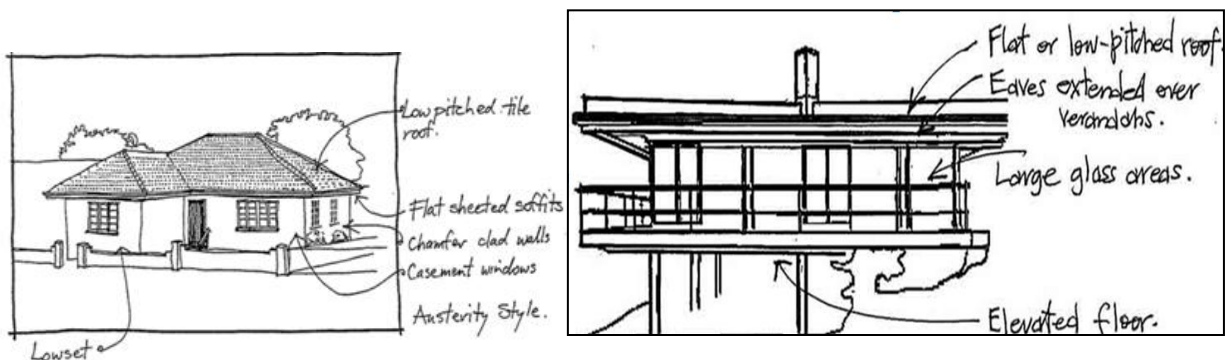 Low pitched tile
roof.
Flat sheeted soffits
Chamfer clad walls
Casement windows
Austerity Style.
Lowset
Flat or low-pitched roof.
Eaves extended over
verandahs.
Large glass areas.
Elevated floor.